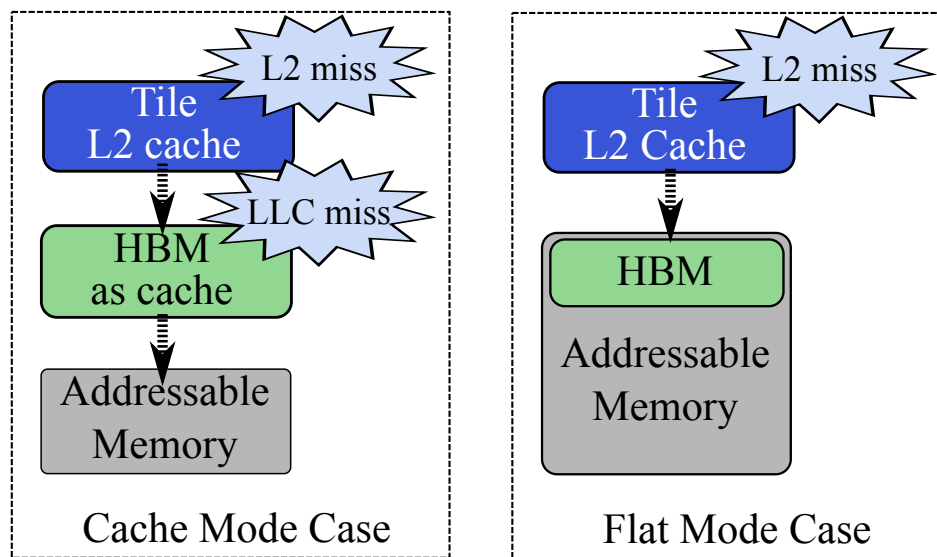 L2 miss
Tile
L2 cache
LLC miss
HBM
as cache
Addressable
Memory
Cache Mode Case
L2 miss
Tile
L2 Cache
HBM
Addressable
Memory
Flat Mode Case